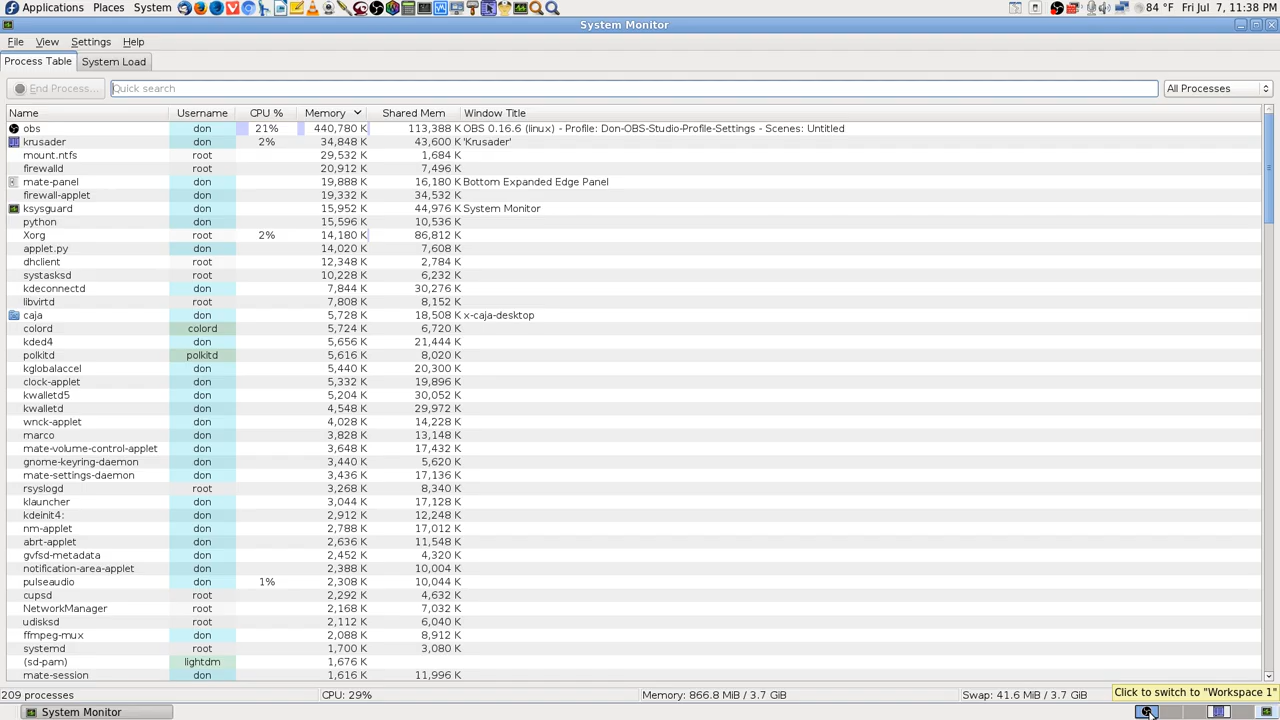 Applications Places System 84 °F Fri Jul 7, 11:38 PM
System Monitor
File View Settings Help
Process Table System Load
End Process... Quick search All Processes
Name Username CPU % Memory Shared Mem Window Title
obs don 21% 440,780 K 113,388 K OBS 0.16.6 (linux) - Profile: Don-OBS-Studio-Profile-Settings - Scenes: Untitled
krusader don 2% 34,848 K 43,600 K 'Krusader'
mount.ntfs root 29,532 K 1,684 K
firewalld root 20,912 K 7,496 K
mate-panel don 19,888 K 16,180 K Bottom Expanded Edge Panel
firewall-applet don 19,332 K 34,532 K
ksysguard don 15,952 K 44,976 K System Monitor
python don 15,596 K 10,536 K
Xorg root 2% 14,180 K 86,812 K
applet.py don 14,020 K 7,608 K
dhclient root 12,348 K 2,784 K
systasksd root 10,228 K 6,232 K
kdeconnectd don 7,844 K 30,276 K
libvirtd root 7,808 K 8,152 K
caja don 5,728 K 18,508 K x-caja-desktop
colord colord 5,724 K 6,720 K
kded4 don 5,656 K 21,444 K
polkitd polkitd 5,616 K 8,020 K
kglobalaccel don 5,440 K 20,300 K
clock-applet don 5,332 K 19,896 K
kwalletd5 don 5,204 K 30,052 K
kwalletd don 4,548 K 29,972 K
wnck-applet don 4,028 K 14,228 K
marco don 3,828 K 13,148 K
mate-volume-control-applet don 3,648 K 17,432 K
gnome-keyring-daemon don 3,440 K 5,620 K
mate-settings-daemon don 3,436 K 17,136 K
rsyslogd root 3,268 K 8,340 K
klauncher don 3,044 K 17,128 K
kdeinit4: don 2,912 K 12,248 K
nm-applet don 2,788 K 17,012 K
abrt-applet don 2,636 K 11,548 K
gvfsd-metadata don 2,452 K 4,320 K
notification-area-applet don 2,388 K 10,004 K
pulseaudio don 1% 2,308 K 10,044 K
cupsd root 2,292 K 4,632 K
NetworkManager root 2,168 K 7,032 K
udisksd root 2,112 K 6,040 K
ffmpeg-mux don 2,088 K 8,912 K
systemd root 1,700 K 3,080 K
(sd-pam) lightdm 1,676 K
mate-session don 1,616 K 11,996 K
209 processes CPU: 29% Memory: 866.8 MiB / 3.7 GiB Swap: 41.6 MiB / 3.7 GiB Click to switch to "Workspace 1"
System Monitor